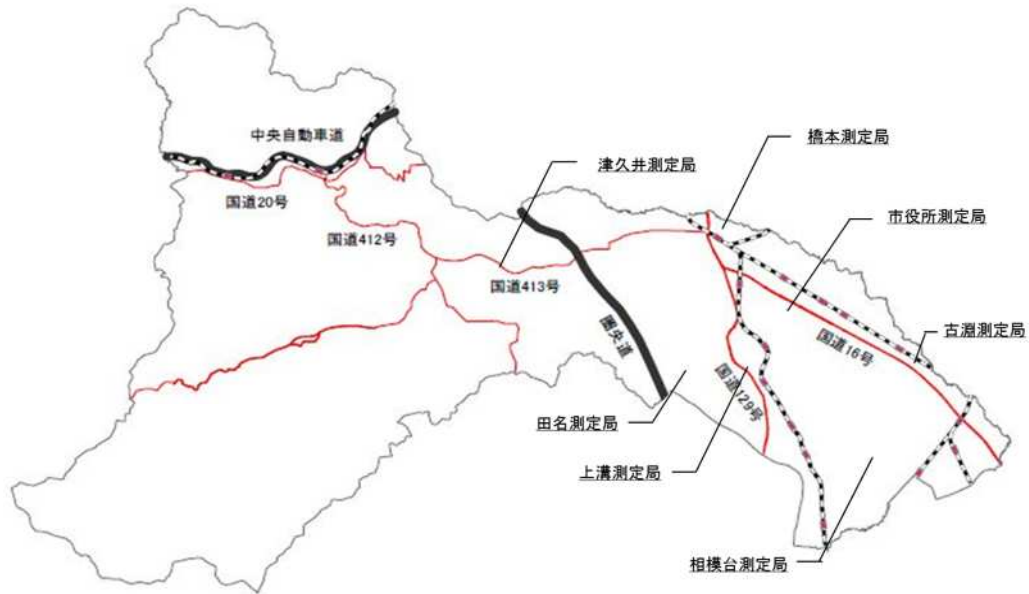 橋本測定局
中央自動車道
津久井測定局
国道20号
市役所測定局
国道412号
国道413号
古淵測定局
圏央道
国道16号
国道129号
田名測定局
上溝測定局
相模台測定局